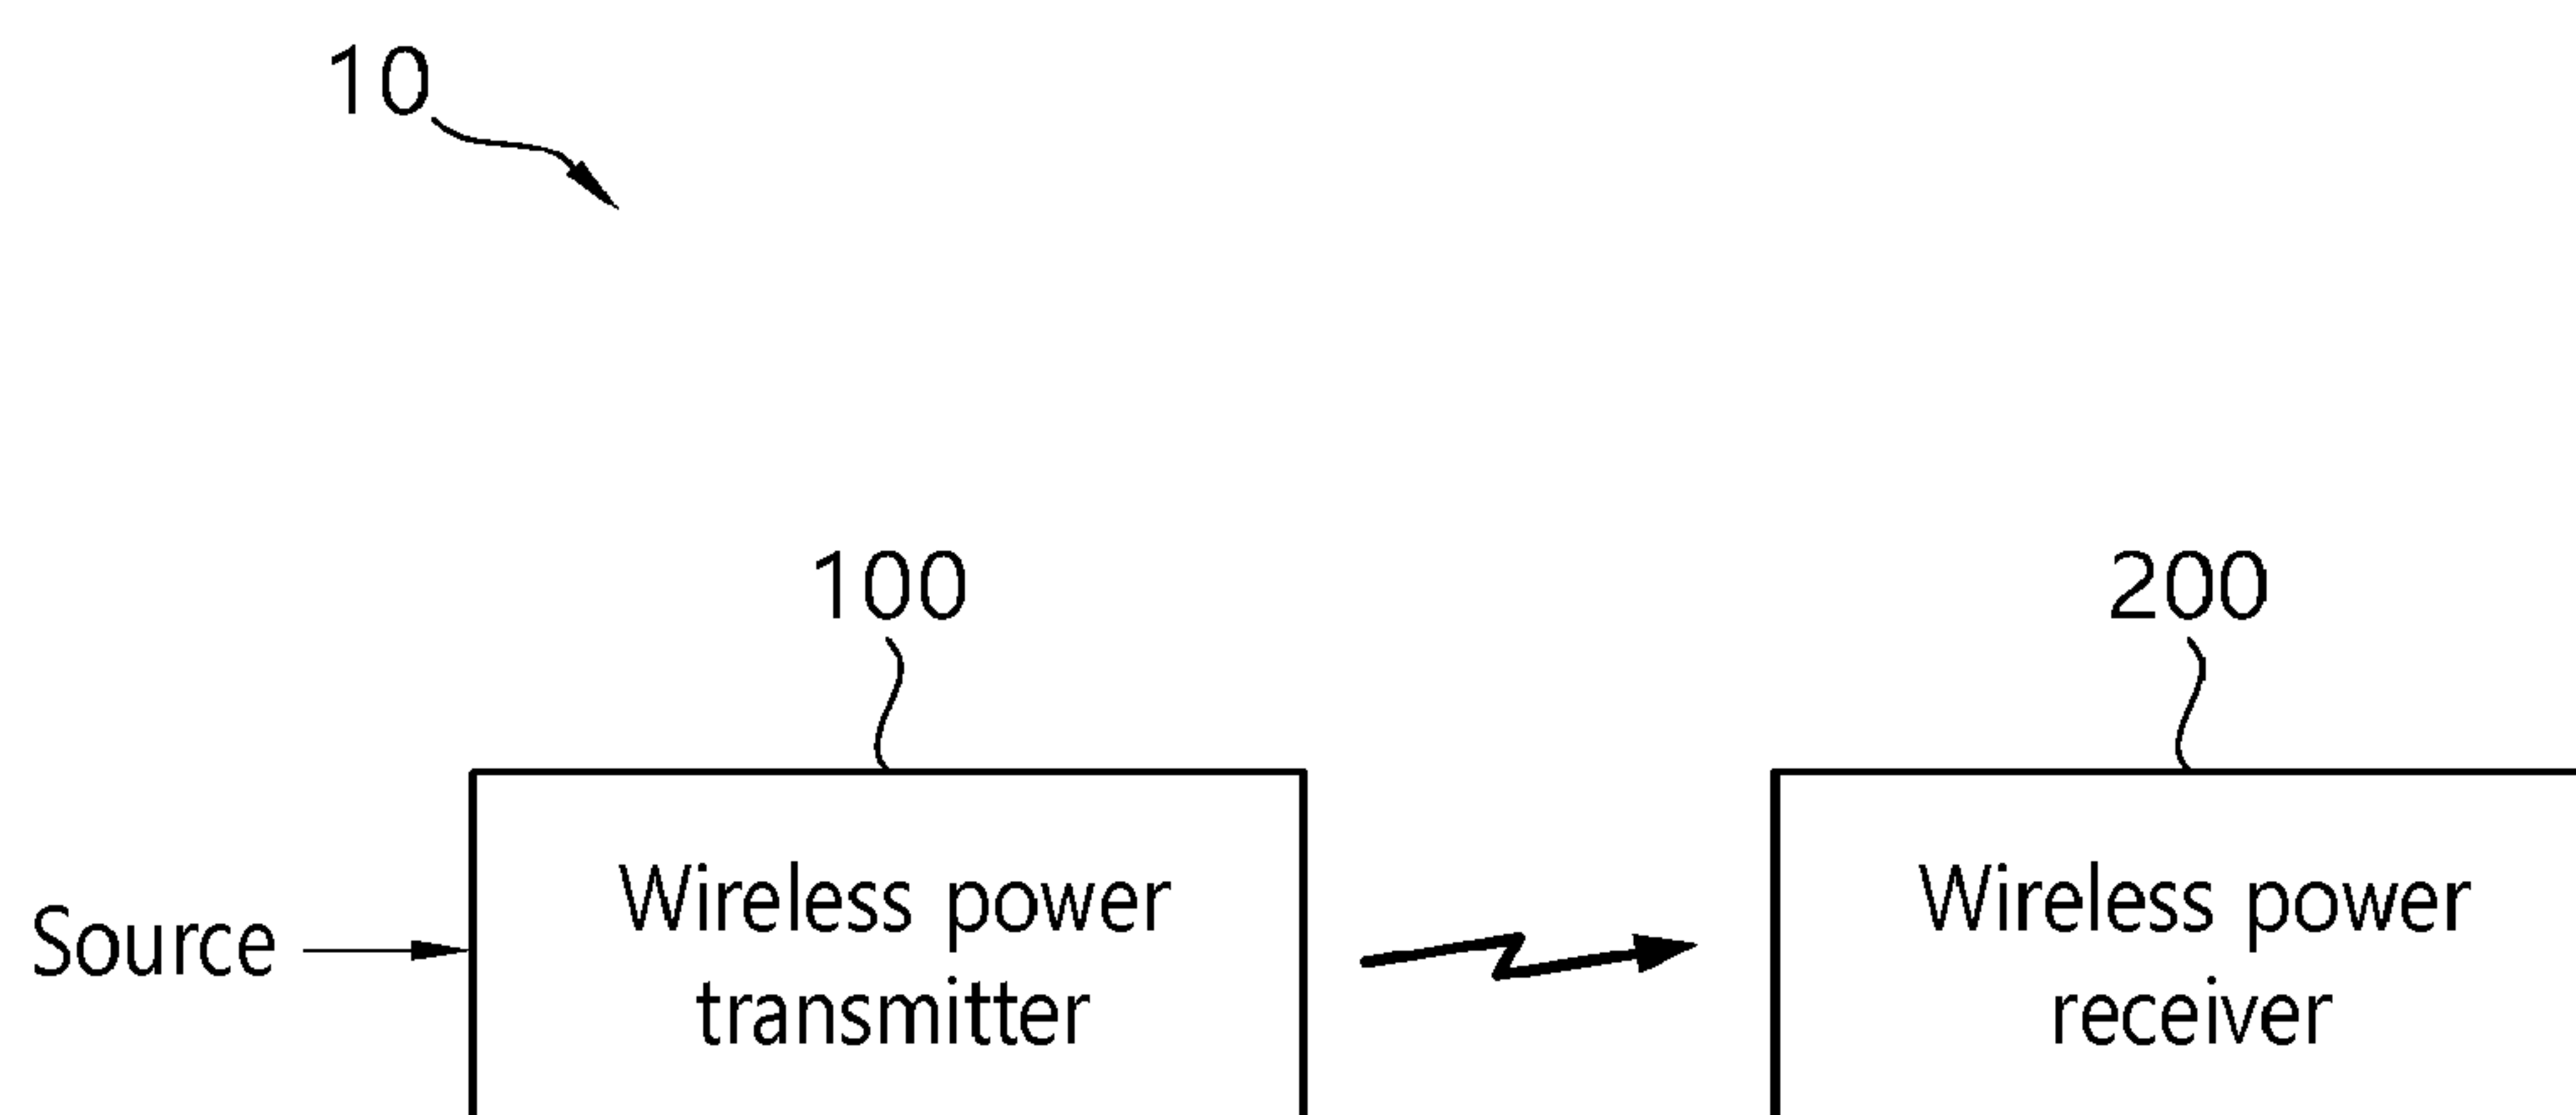 10
100
200
Source
Wireless power
transmitter
Wireless power
receiver